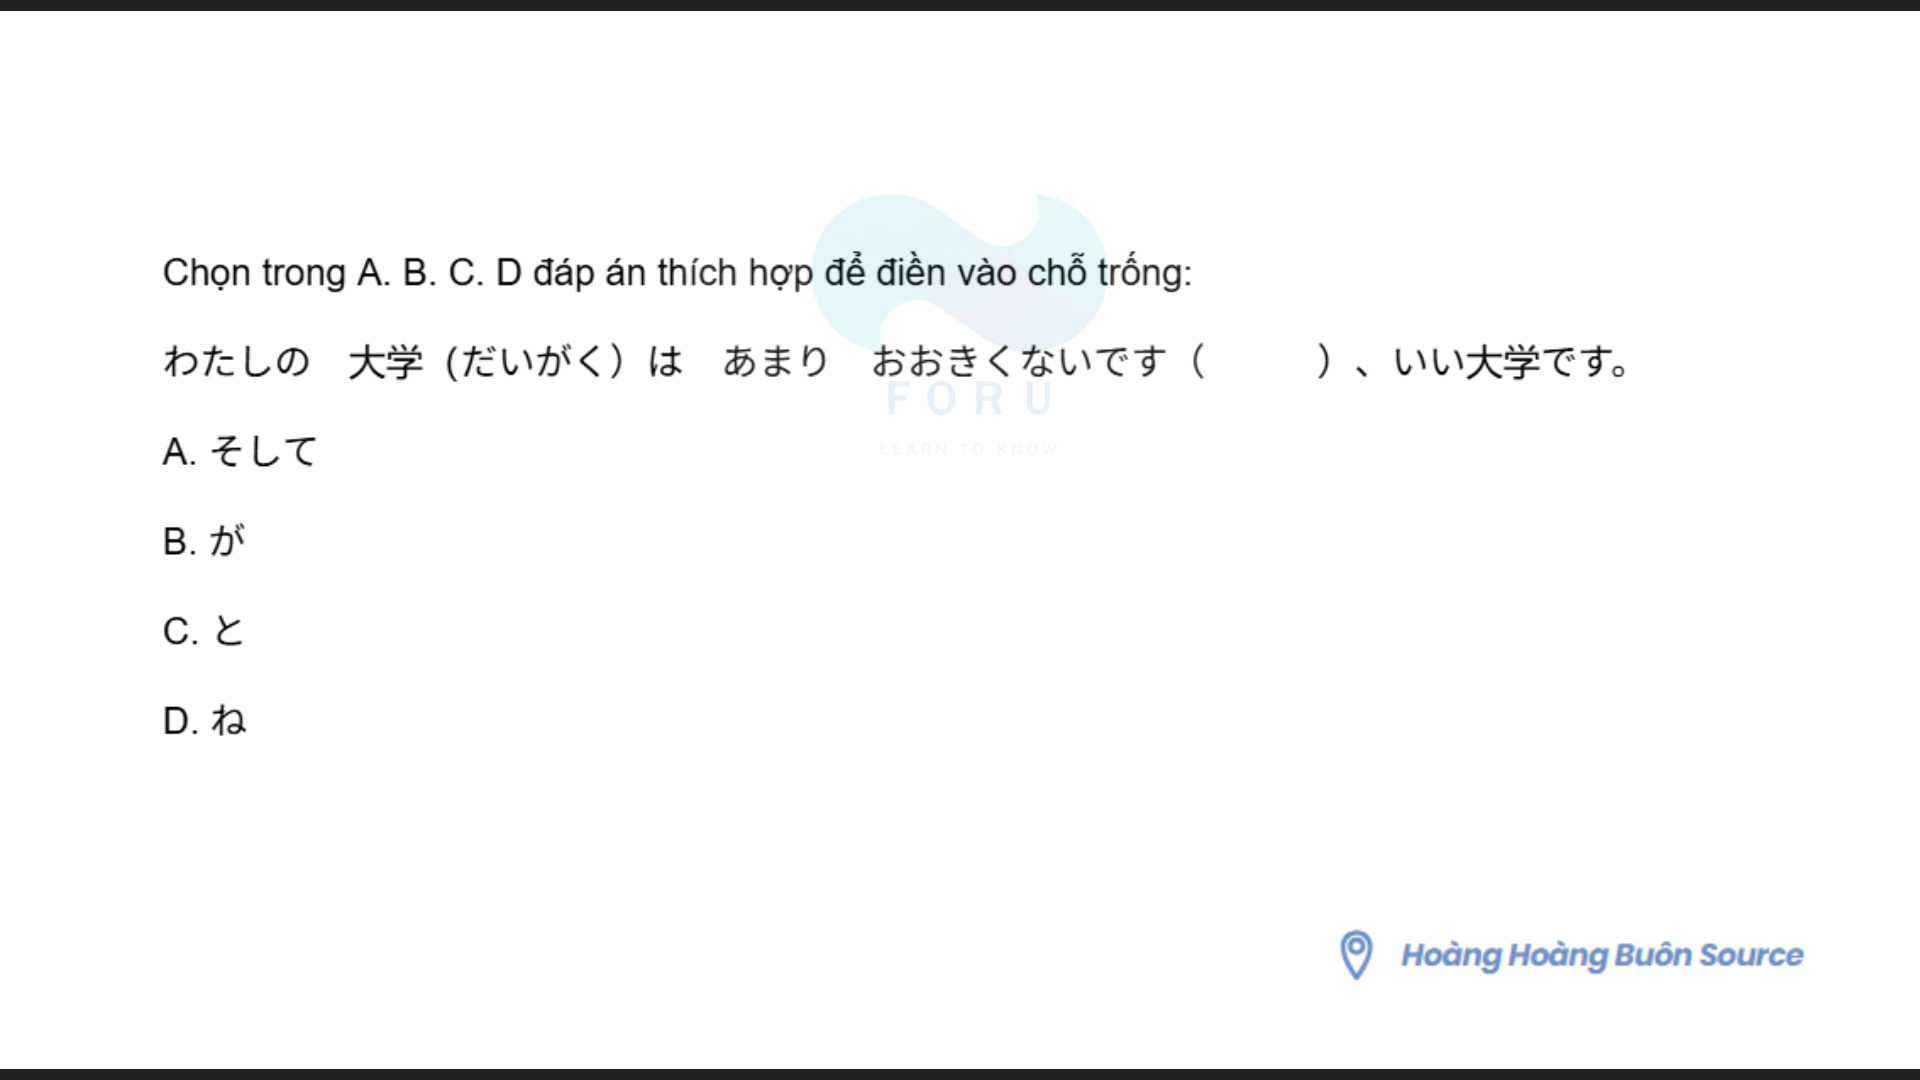 Chọn trong A. B. C. D đáp án thích hợp để điền vào chỗ trống:
わたしの　大学（だいがく）は　あまり　おおきくないです（　　　）、いい大学です。
FORU
LEARN TO KNOW
A. そして
B. が
C. と
D. ね
Hoàng Hoàng Buôn Source